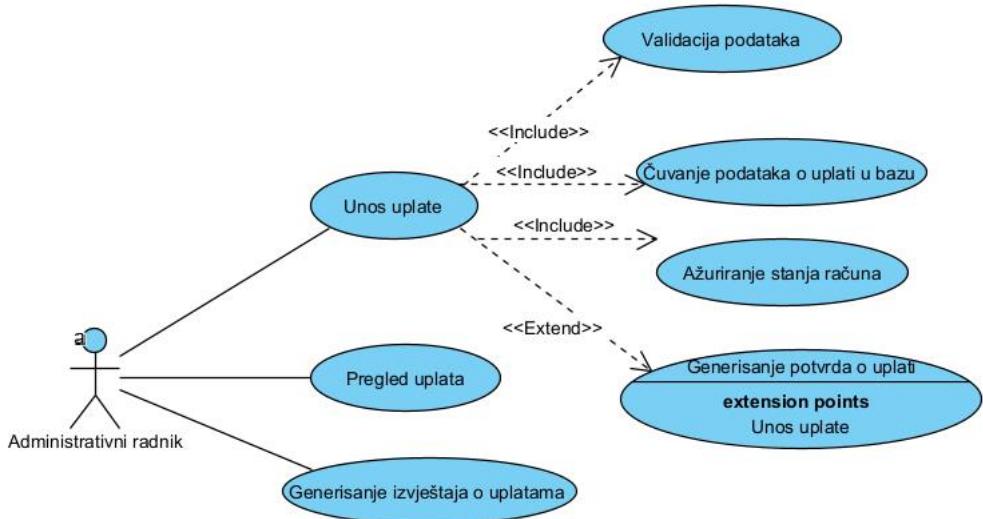 Validacija podataka
<<Include>>
<<Include>>
Čuvanje podataka o uplati u bazu
Unos uplate
<<Include>>
Ažuriranje stanja računa
<<Extend>>
a
Generisanje potvrda o uplati
Pregled uplata
extension points
Unos uplate
Administrativni radnik
Generisanje izvještaja o uplatama